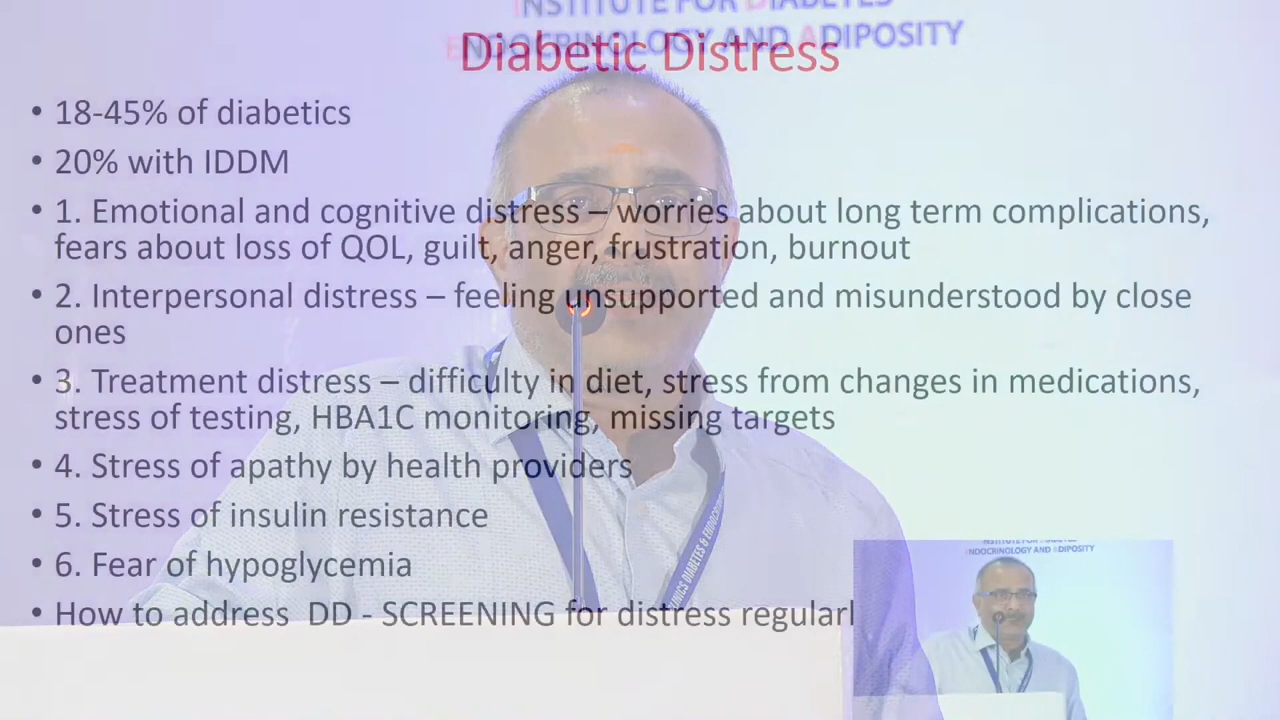 INSTITUTE FOR DIABETES
ENDOCRINOLOGY AND ADIPOSITY
Diabetic Distress
• 18-45% of diabetics
• 20% with IDDM
• 1. Emotional and cognitive distress – worries about long term complications,
fears about loss of QOL, guilt, anger, frustration, burnout
• 2. Interpersonal distress – feeling unsupported and misunderstood by close
ones
• 3. Treatment distress – difficulty in diet, stress from changes in medications,
stress of testing, HBA1C monitoring, missing targets
• 4. Stress of apathy by health providers
• 5. Stress of insulin resistance
• 6. Fear of hypoglycemia
• How to address DD - SCREENING for distress regularl
DIABETES &
INSTITUTE FOR DIABETES
ENDOCRINOLOGY AND ADIPOSITY